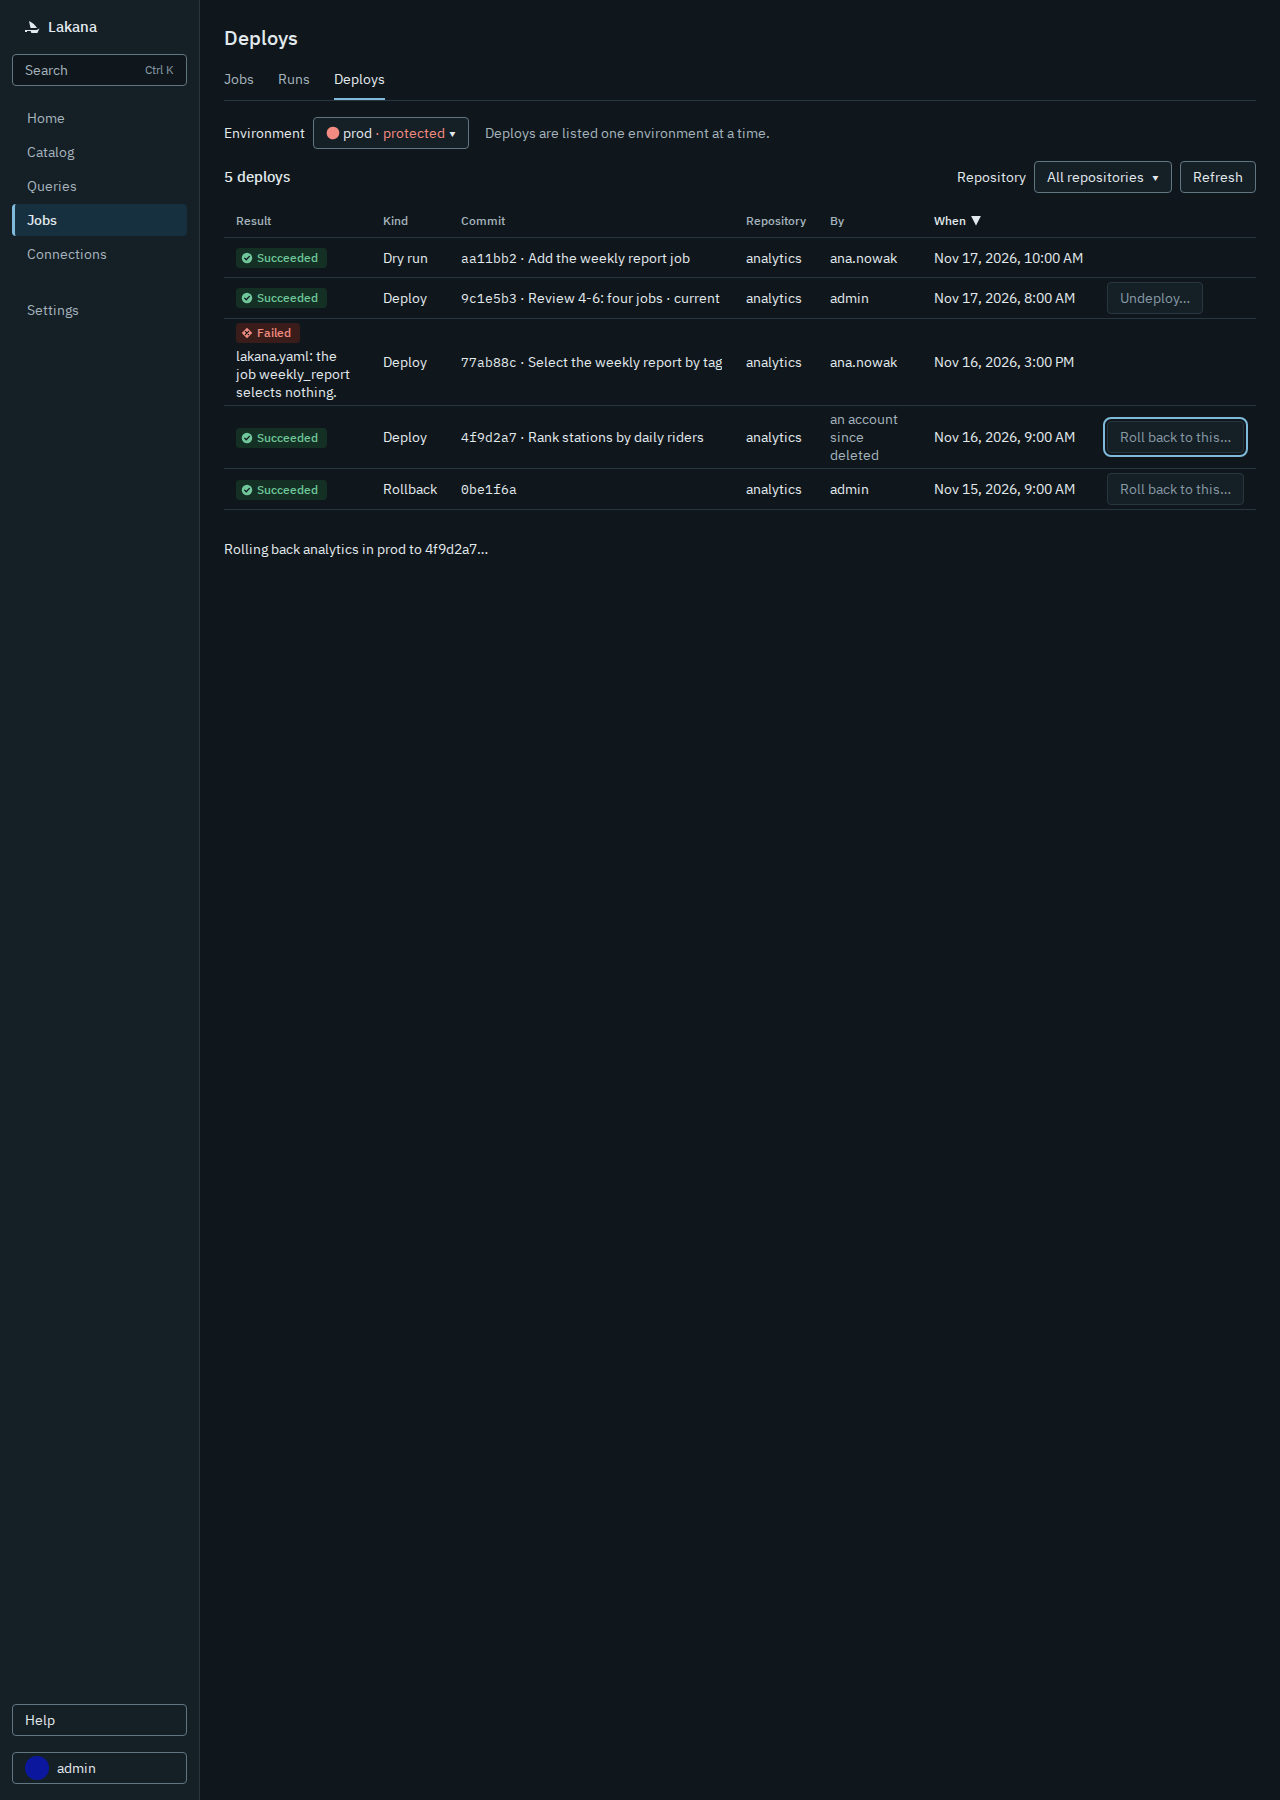 Lakana
Search Ctrl K
Home
Catalog
Queries
Jobs
Connections
Settings
Help
admin
Deploys
Jobs Runs Deploys
Environment prod · protected ▾ Deploys are listed one environment at a time.
5 deploys Repository All repositories ▾ Refresh
Result Kind Commit Repository By When ▼
Succeeded Dry run aa11bb2 · Add the weekly report job analytics ana.nowak Nov 17, 2026, 10:00 AM
Succeeded Deploy 9c1e5b3 · Review 4-6: four jobs · current analytics admin Nov 17, 2026, 8:00 AM Undeploy...
Failed
lakana.yaml: the
job weekly_report
selects nothing.
Deploy 77ab88c · Select the weekly report by tag analytics ana.nowak Nov 16, 2026, 3:00 PM
Succeeded Deploy 4f9d2a7 · Rank stations by daily riders analytics
an account
since
deleted
Nov 16, 2026, 9:00 AM Roll back to this...
Succeeded Rollback 0be1f6a analytics admin Nov 15, 2026, 9:00 AM Roll back to this...
Rolling back analytics in prod to 4f9d2a7...